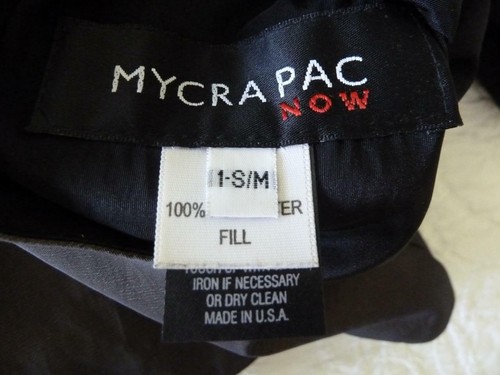 MYCRA PAC
NOW
1-S/M
100% TER
FILL
IRON IF NECESSARY
OR DRY CLEAN
MADE IN U.S.A.